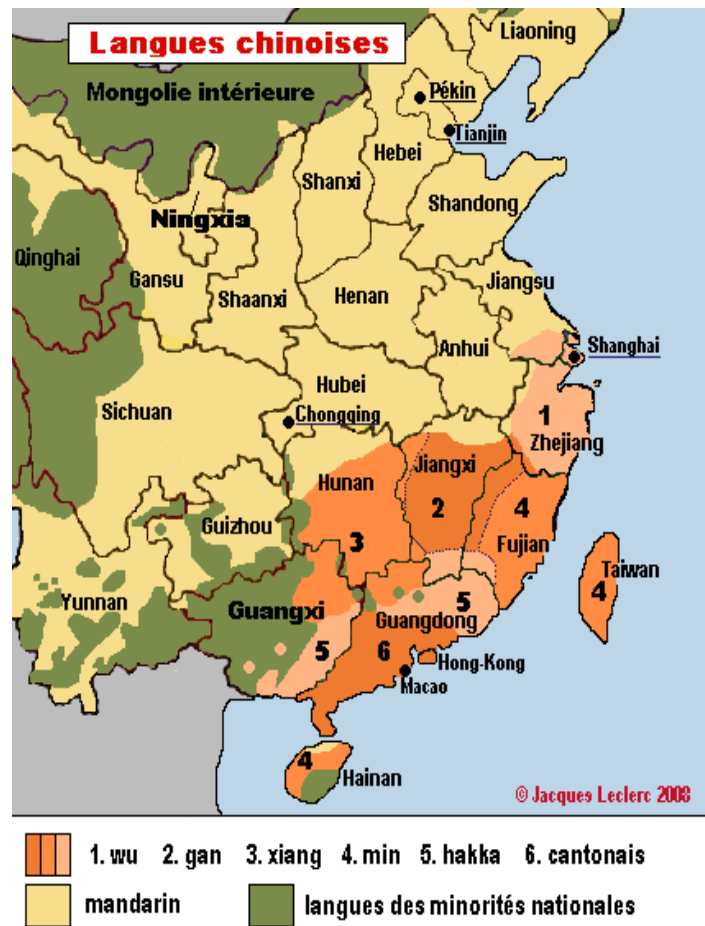 Langues chinoises
Liaoning
Mongolie intérieure
Pékin
Tianjin
Hebei
Shanxi
Shandong
Ningxia
Qinghai
Gansu
Shaanxi
Henan
Jiangsu
Anhui
Shanghai
Hubei
Sichuan
Chongqing
1
Zhejiang
Jiangxi
Hunan
2
4
Guizhou
3
Fujian
Taiwan
4
Yunnan
Guangxi
5
Guangdong
5
6
Hong-Kong
Macao
4
Hainan
© Jacques Leclerc 2008
1. wu 2. gan 3. xiang 4. min 5. hakka 6. cantonais
mandarin
langues des minorités nationales